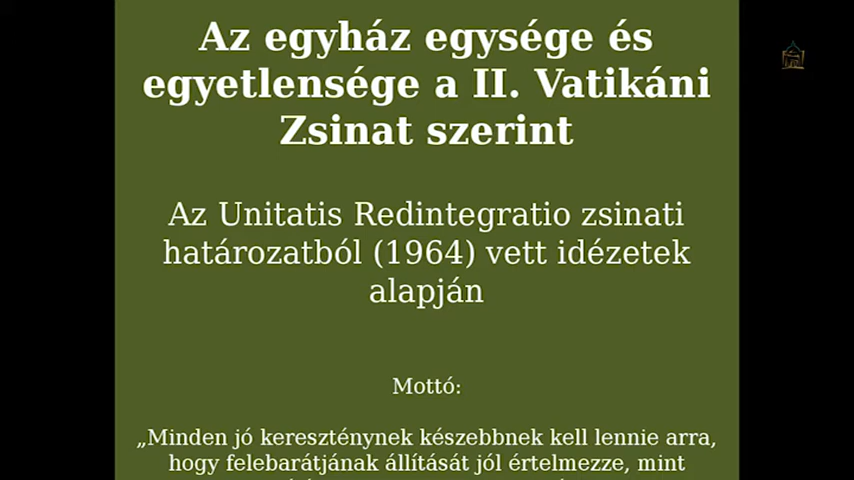 Az egyház egysége és
egyetlensége a II. Vatikáni
Zsinat szerint
Az Unitatis Redintegratio zsinati
határozatból (1964) vett idézetek
alapján
Mottó:
„Minden jó kereszténynek készebbnek kell lennie arra,
hogy felebarátjának állítását jól értelmezze, mint